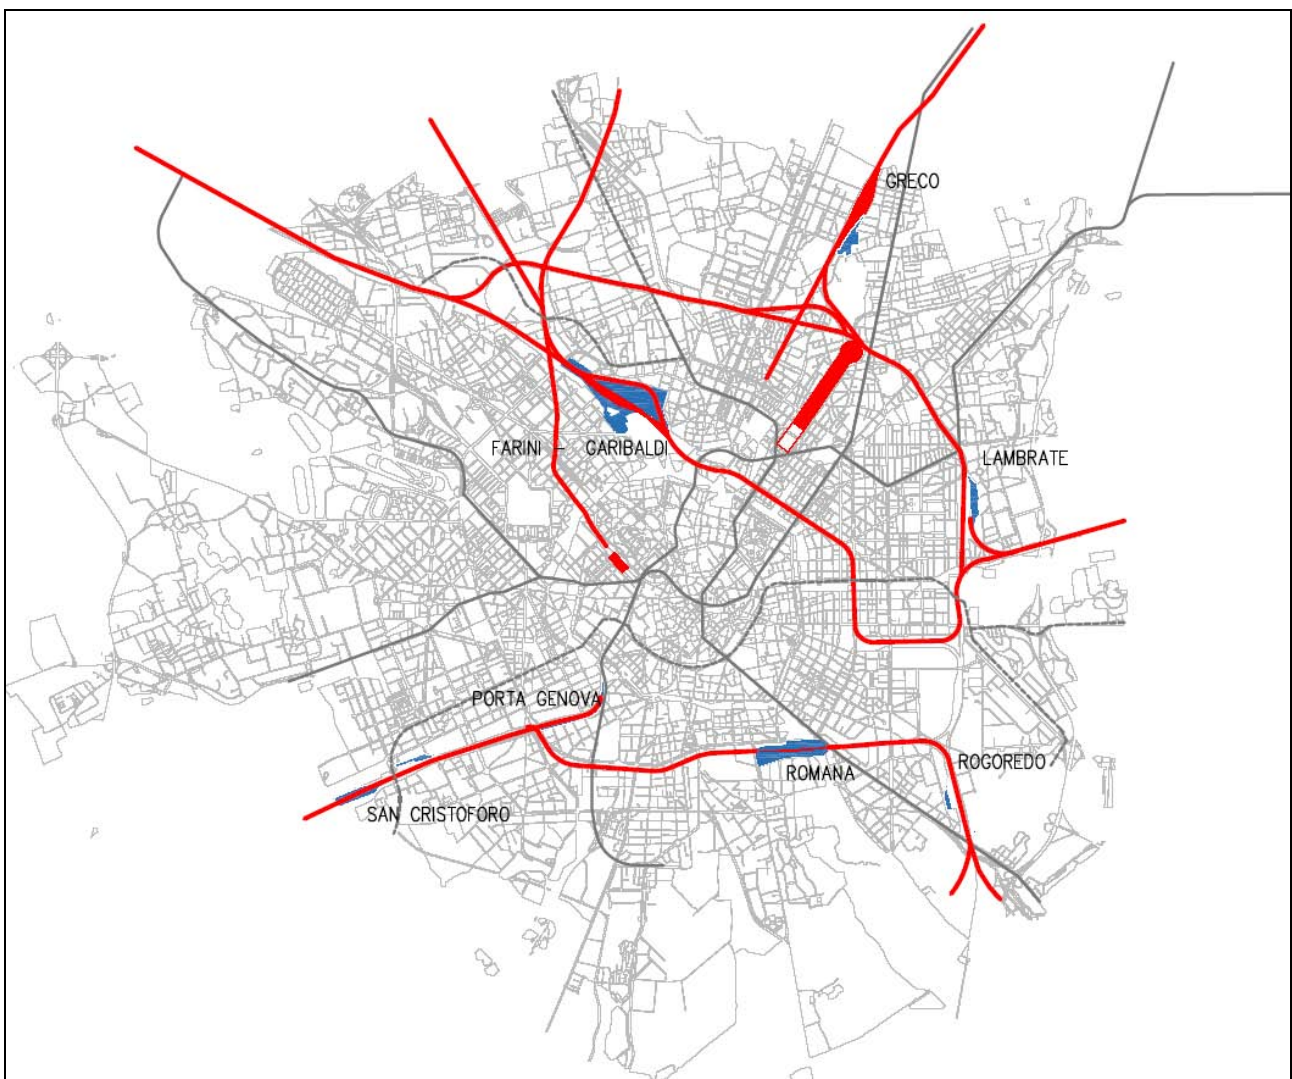 GRECO
FARINI - GARIBALDI
LAMBRATE
PORTA GENOVA
ROMANA
ROGOREDO
SAN CRISTOFORO